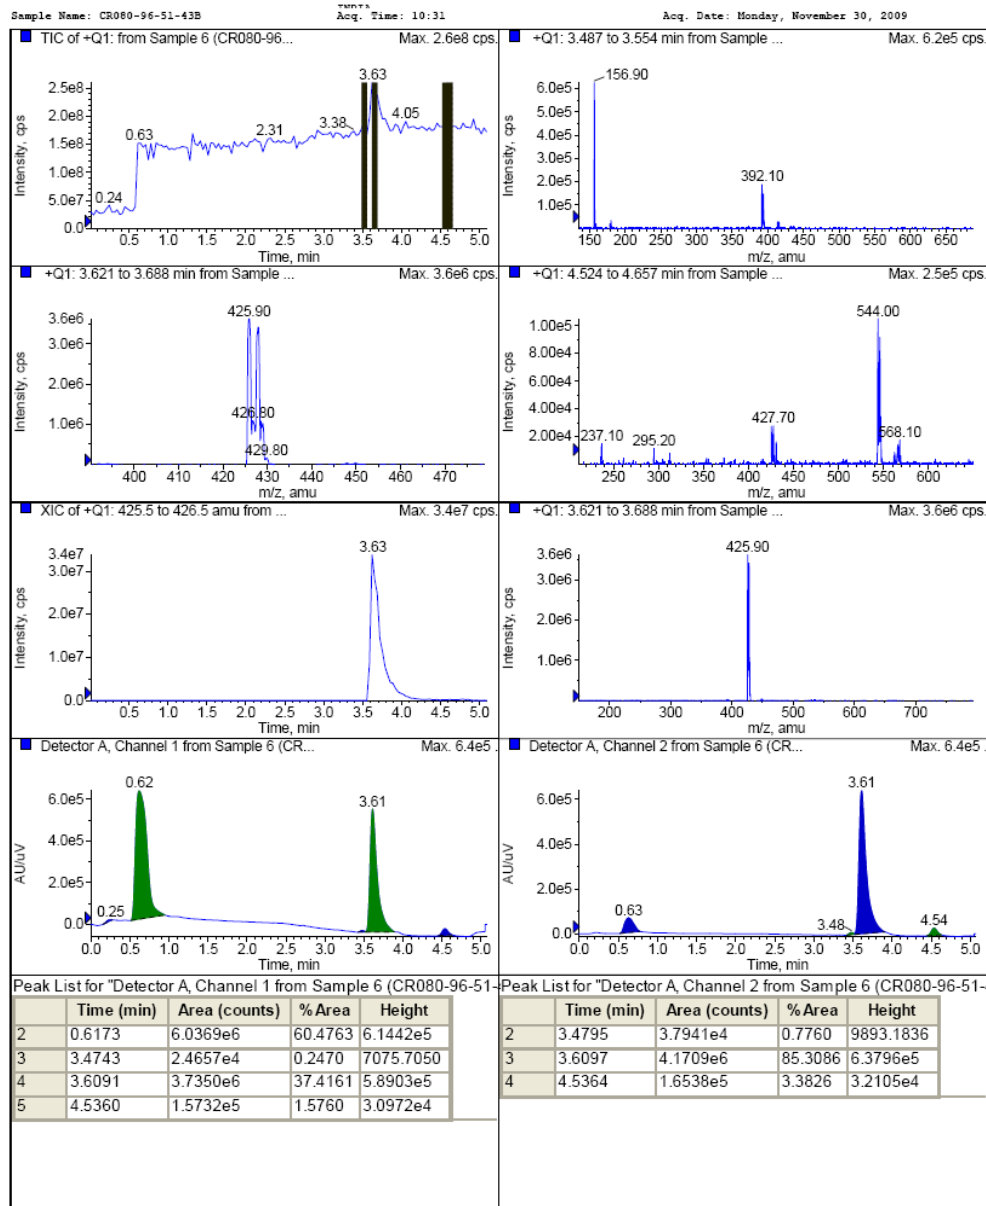 INDIA
Sample Name: CR080-96-51-43B Acq. Time: 10:31 Acq. Date: Monday, November 30, 2009
TIC of +Q1: from Sample 6 (CR080-96... Max. 2.6e8 cps.
3.63
2.5e8
2.0e8
1.5e8
1.0e8
5.0e7
0.0
Intensity, cps
0.24
0.63
2.31
3.38
4.05
0.5 1.0 1.5 2.0 2.5 3.0 3.5 4.0 4.5 5.0
Time, min
+Q1: 3.487 to 3.554 min from Sample ... Max. 6.2e5 cps.
156.90
6.0e5
5.0e5
4.0e5
3.0e5
2.0e5
1.0e5
Intensity, cps
392.10
150 200 250 300 350 400 450 500 550 600 650
m/z, amu
+Q1: 3.621 to 3.688 min from Sample ... Max. 3.6e6 cps.
425.90
3.6e6
3.0e6
2.0e6
1.0e6
Intensity, cps
426.80
429.80
400 410 420 430 440 450 460 470
m/z, amu
+Q1: 4.524 to 4.657 min from Sample ... Max. 2.5e5 cps.
544.00
1.00e5
8.00e4
6.00e4
4.00e4
2.00e4
Intensity, cps
237.10
295.20
427.70
568.10
250 300 350 400 450 500 550 600
m/z, amu
XIC of +Q1: 425.5 to 426.5 amu from ... Max. 3.4e7 cps.
3.63
3.4e7
3.0e7
2.0e7
1.0e7
0.0
Intensity, cps
0.5 1.0 1.5 2.0 2.5 3.0 3.5 4.0 4.5 5.0
Time, min
+Q1: 3.621 to 3.688 min from Sample ... Max. 3.6e6 cps.
425.90
3.6e6
3.0e6
2.0e6
1.0e6
Intensity, cps
200 300 400 500 600 700
m/z, amu
Detector A, Channel 1 from Sample 6 (CR... Max. 6.4e5 .
0.62
3.61
6.0e5
4.0e5
2.0e5
0.0
AU/uV
0.25
0.0 0.5 1.0 1.5 2.0 2.5 3.0 3.5 4.0 4.5 5.0
Time, min
Detector A, Channel 2 from Sample 6 (CR... Max. 6.4e5 .
3.61
6.0e5
4.0e5
2.0e5
0.0
AU/uV
0.63
3.48
4.54
0.0 0.5 1.0 1.5 2.0 2.5 3.0 3.5 4.0 4.5 5.0
Time, min
Peak List for "Detector A, Channel 1 from Sample 6 (CR080-96-51-
Time (min) Area (counts) % Area Height
2 0.6173 6.0369e6 60.4763 6.1442e5
3 3.4743 2.4657e4 0.2470 7075.7050
4 3.6091 3.7350e6 37.4161 5.8903e5
5 4.5360 1.5732e5 1.5760 3.0972e4
Peak List for "Detector A, Channel 2 from Sample 6 (CR080-96-51-
Time (min) Area (counts) % Area Height
2 3.4795 3.7941e4 0.7760 9893.1836
3 3.6097 4.1709e6 85.3086 6.3796e5
4 4.5364 1.6538e5 3.3826 3.2105e4